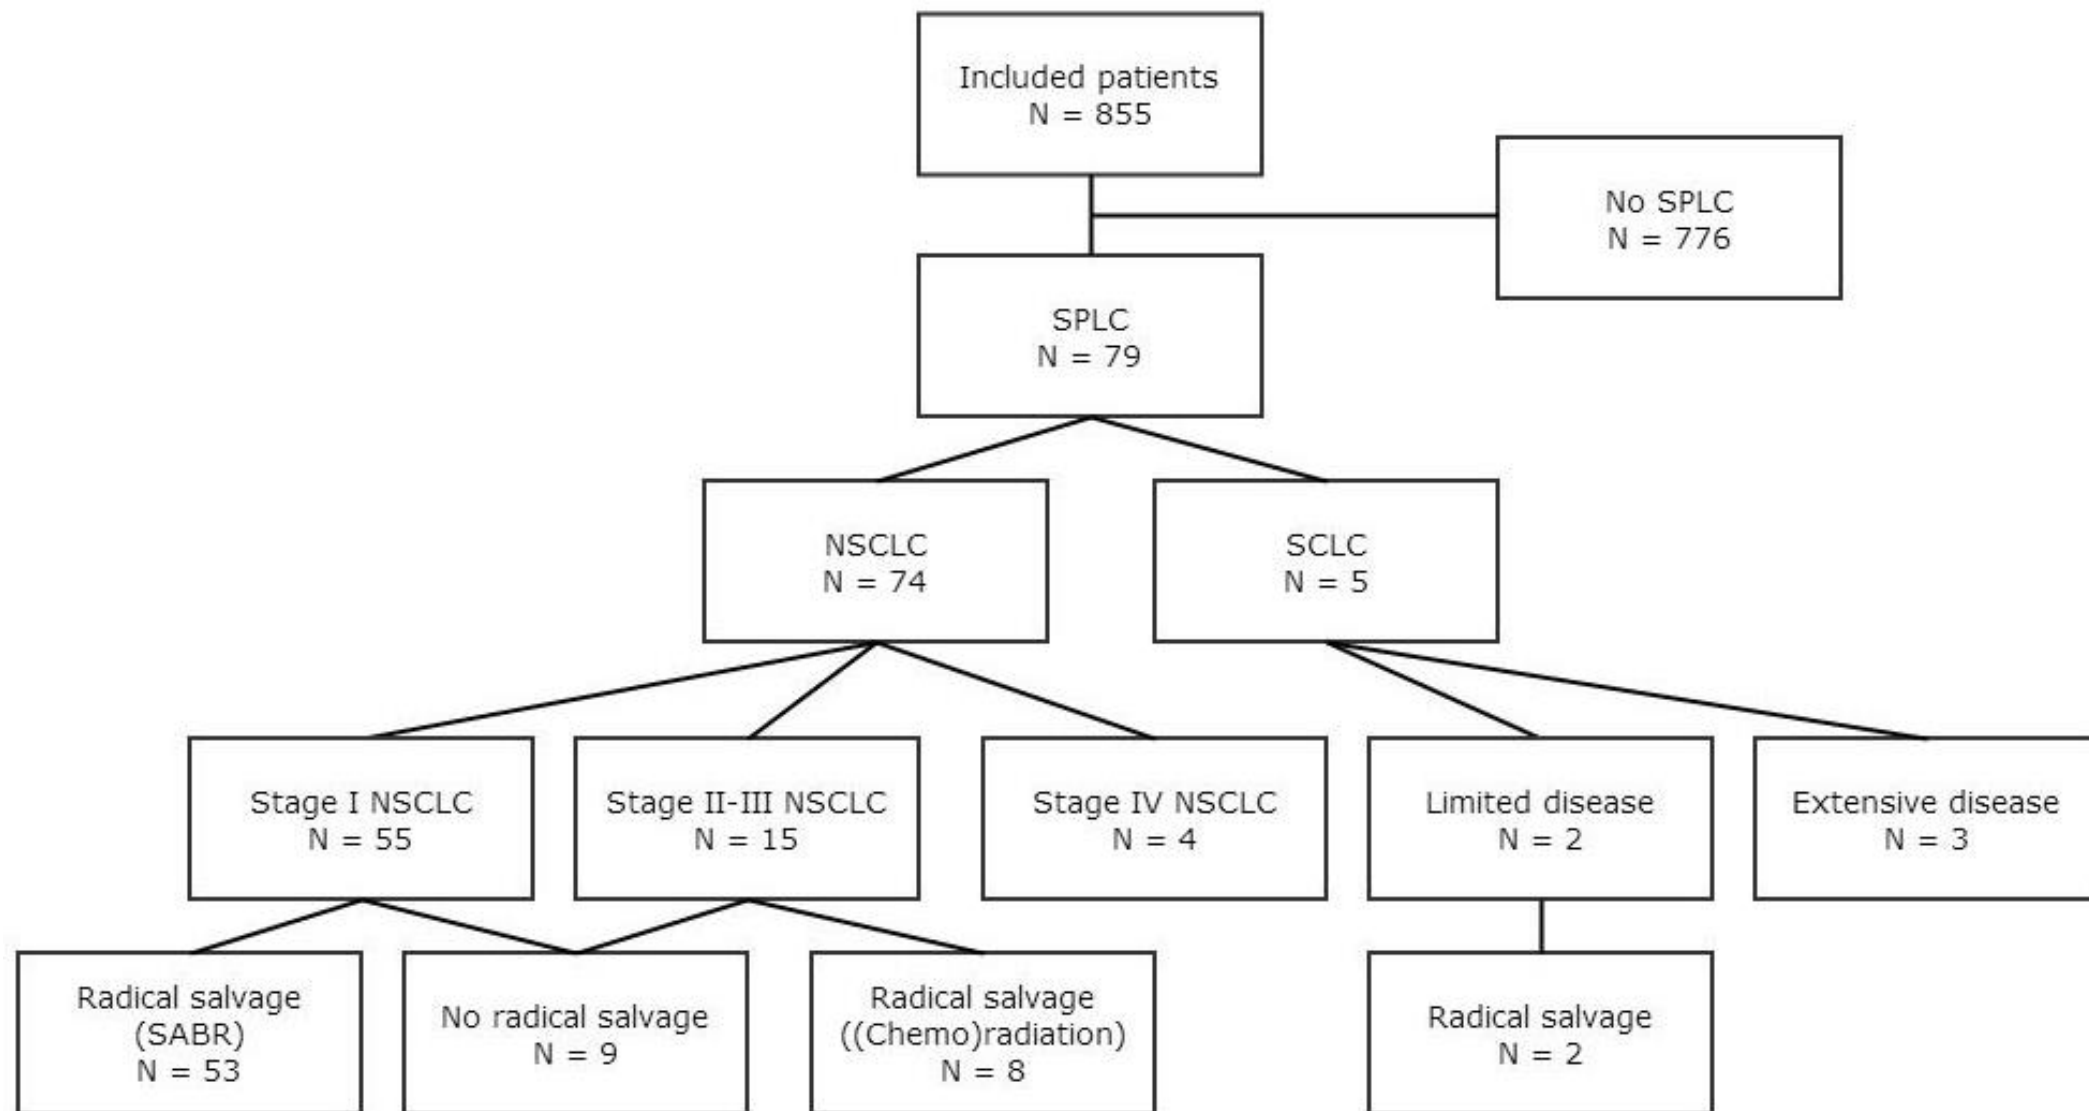 Included patients
N = 855
No SPLC
N = 776
SPLC
N = 79
NSCLC
N = 74
SCLC
N = 5
Stage I NSCLC
N = 55
Stage II-III NSCLC
N = 15
Stage IV NSCLC
N = 4
Limited disease
N = 2
Extensive disease
N = 3
Radical salvage
(SABR)
N = 53
No radical salvage
N = 9
Radical salvage
((Chemo)radiation)
N = 8
Radical salvage
N = 2